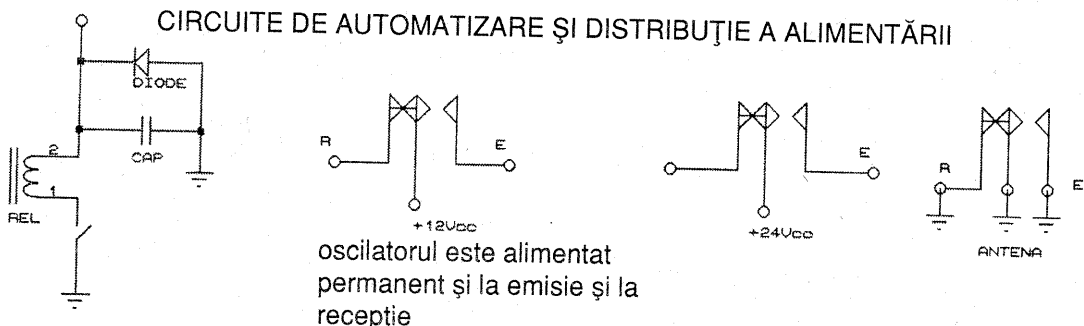 CIRCUITE DE AUTOMATIZARE ŞI DISTRIBUŢIE A ALIMENTĂRII
DIODE
CAP
2
1
REL
R
E
+12Vcc
E
+24Vcc
R
E
ANTENA
oscilatorul este alimentat
permanent şi la emisie şi la
recepţie